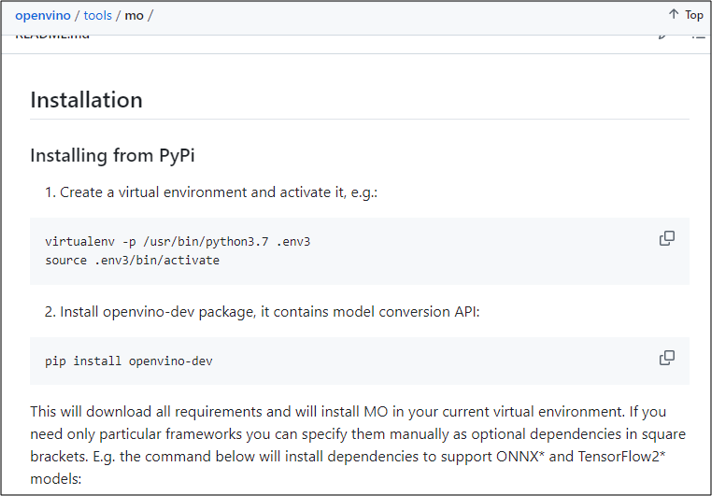 openvino / tools / mo /
Top
README.md
Installation
Installing from PyPi
1. Create a virtual environment and activate it, e.g.:
virtualenv -p /usr/bin/python3.7 .env3
source .env3/bin/activate
2. Install openvino-dev package, it contains model conversion API:
pip install openvino-dev
This will download all requirements and will install MO in your current virtual environment. If you
need only particular frameworks you can specify them manually as optional dependencies in square
brackets. E.g. the command below will install dependencies to support ONNX* and TensorFlow2*
models: